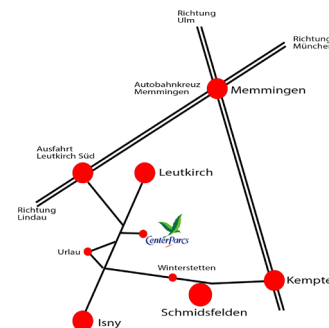 Richtung
Ulm
Richtung
Münche
Autobahnkreuz
Memmingen
Memmingen
Ausfahrt
Leutkirch Süd
Leutkirch
Richtung
Lindau
CenterParcs
Urlau
Winterstetten
Kempte
Schmidsfelden
Isny